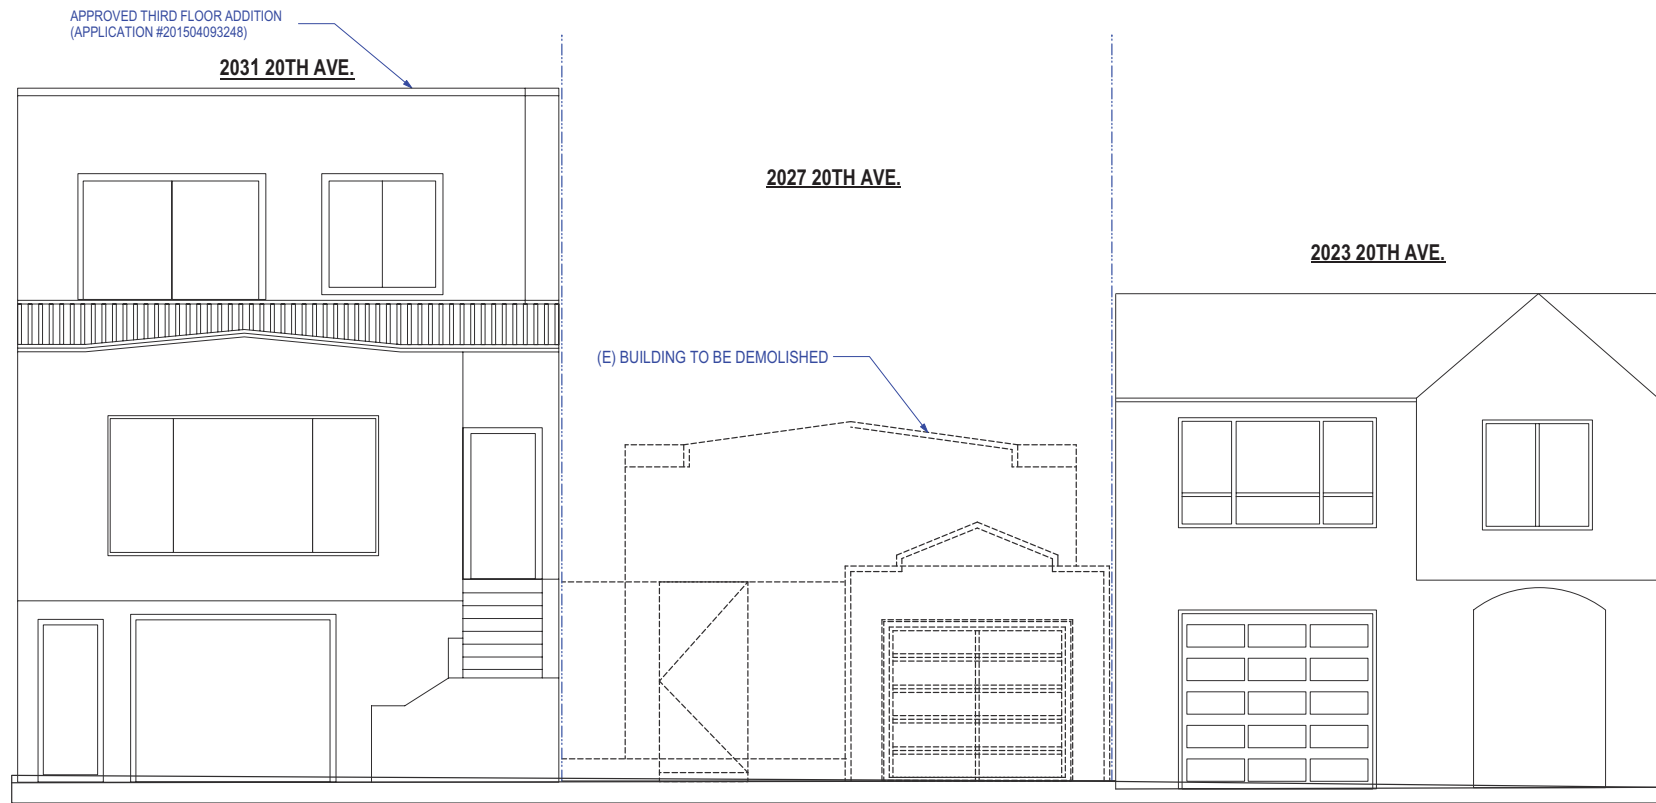 APPROVED THIRD FLOOR ADDITION
(APPLICATION #201504093248)
2031 20TH AVE.
2027 20TH AVE.
2023 20TH AVE.
(E) BUILDING TO BE DEMOLISHED